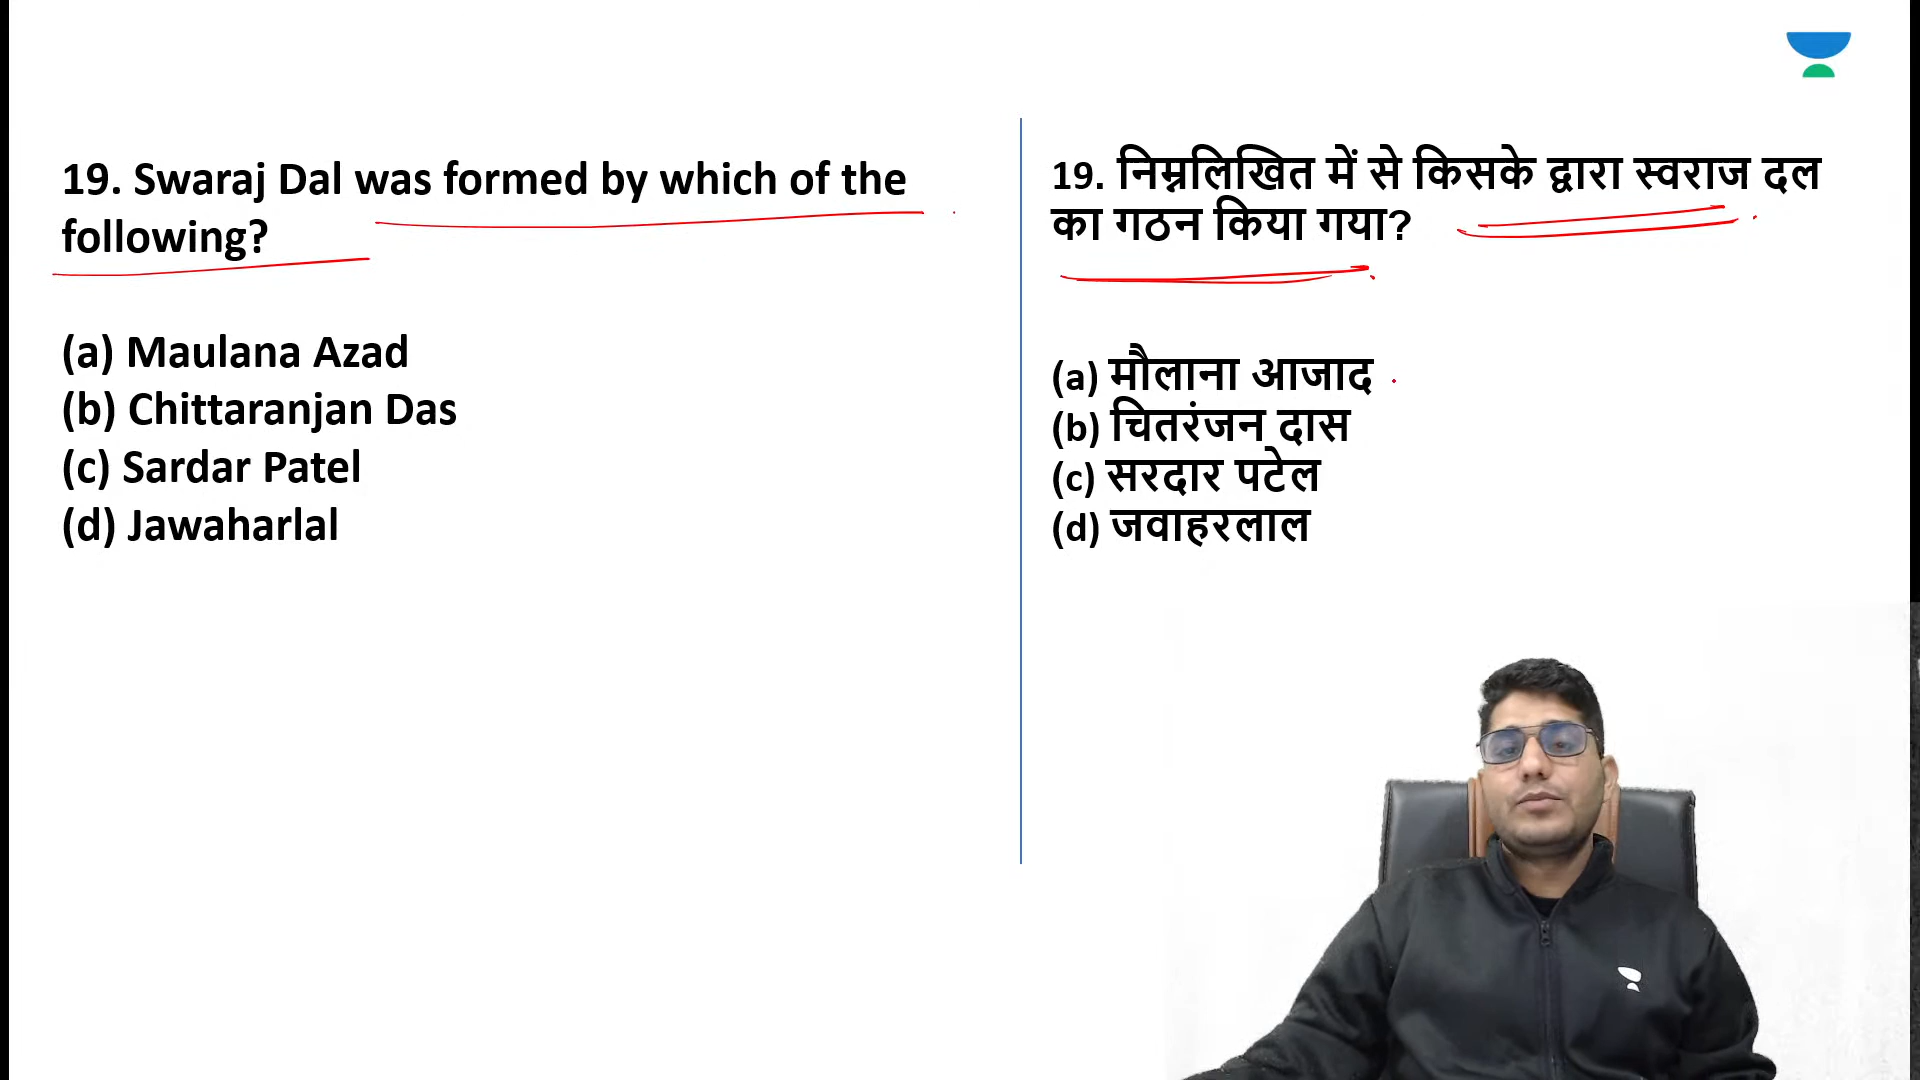 19. Swaraj Dal was formed by which of the
following?
(a) Maulana Azad
(b) Chittaranjan Das
(c) Sardar Patel
(d) Jawaharlal
19. निम्नलिखित में से किसके द्वारा स्वराज दल
का गठन किया गया?
(a) मौलाना आजाद
(b) चितरंजन दास
(c) सरदार पटेल
(d) जवाहरलाल